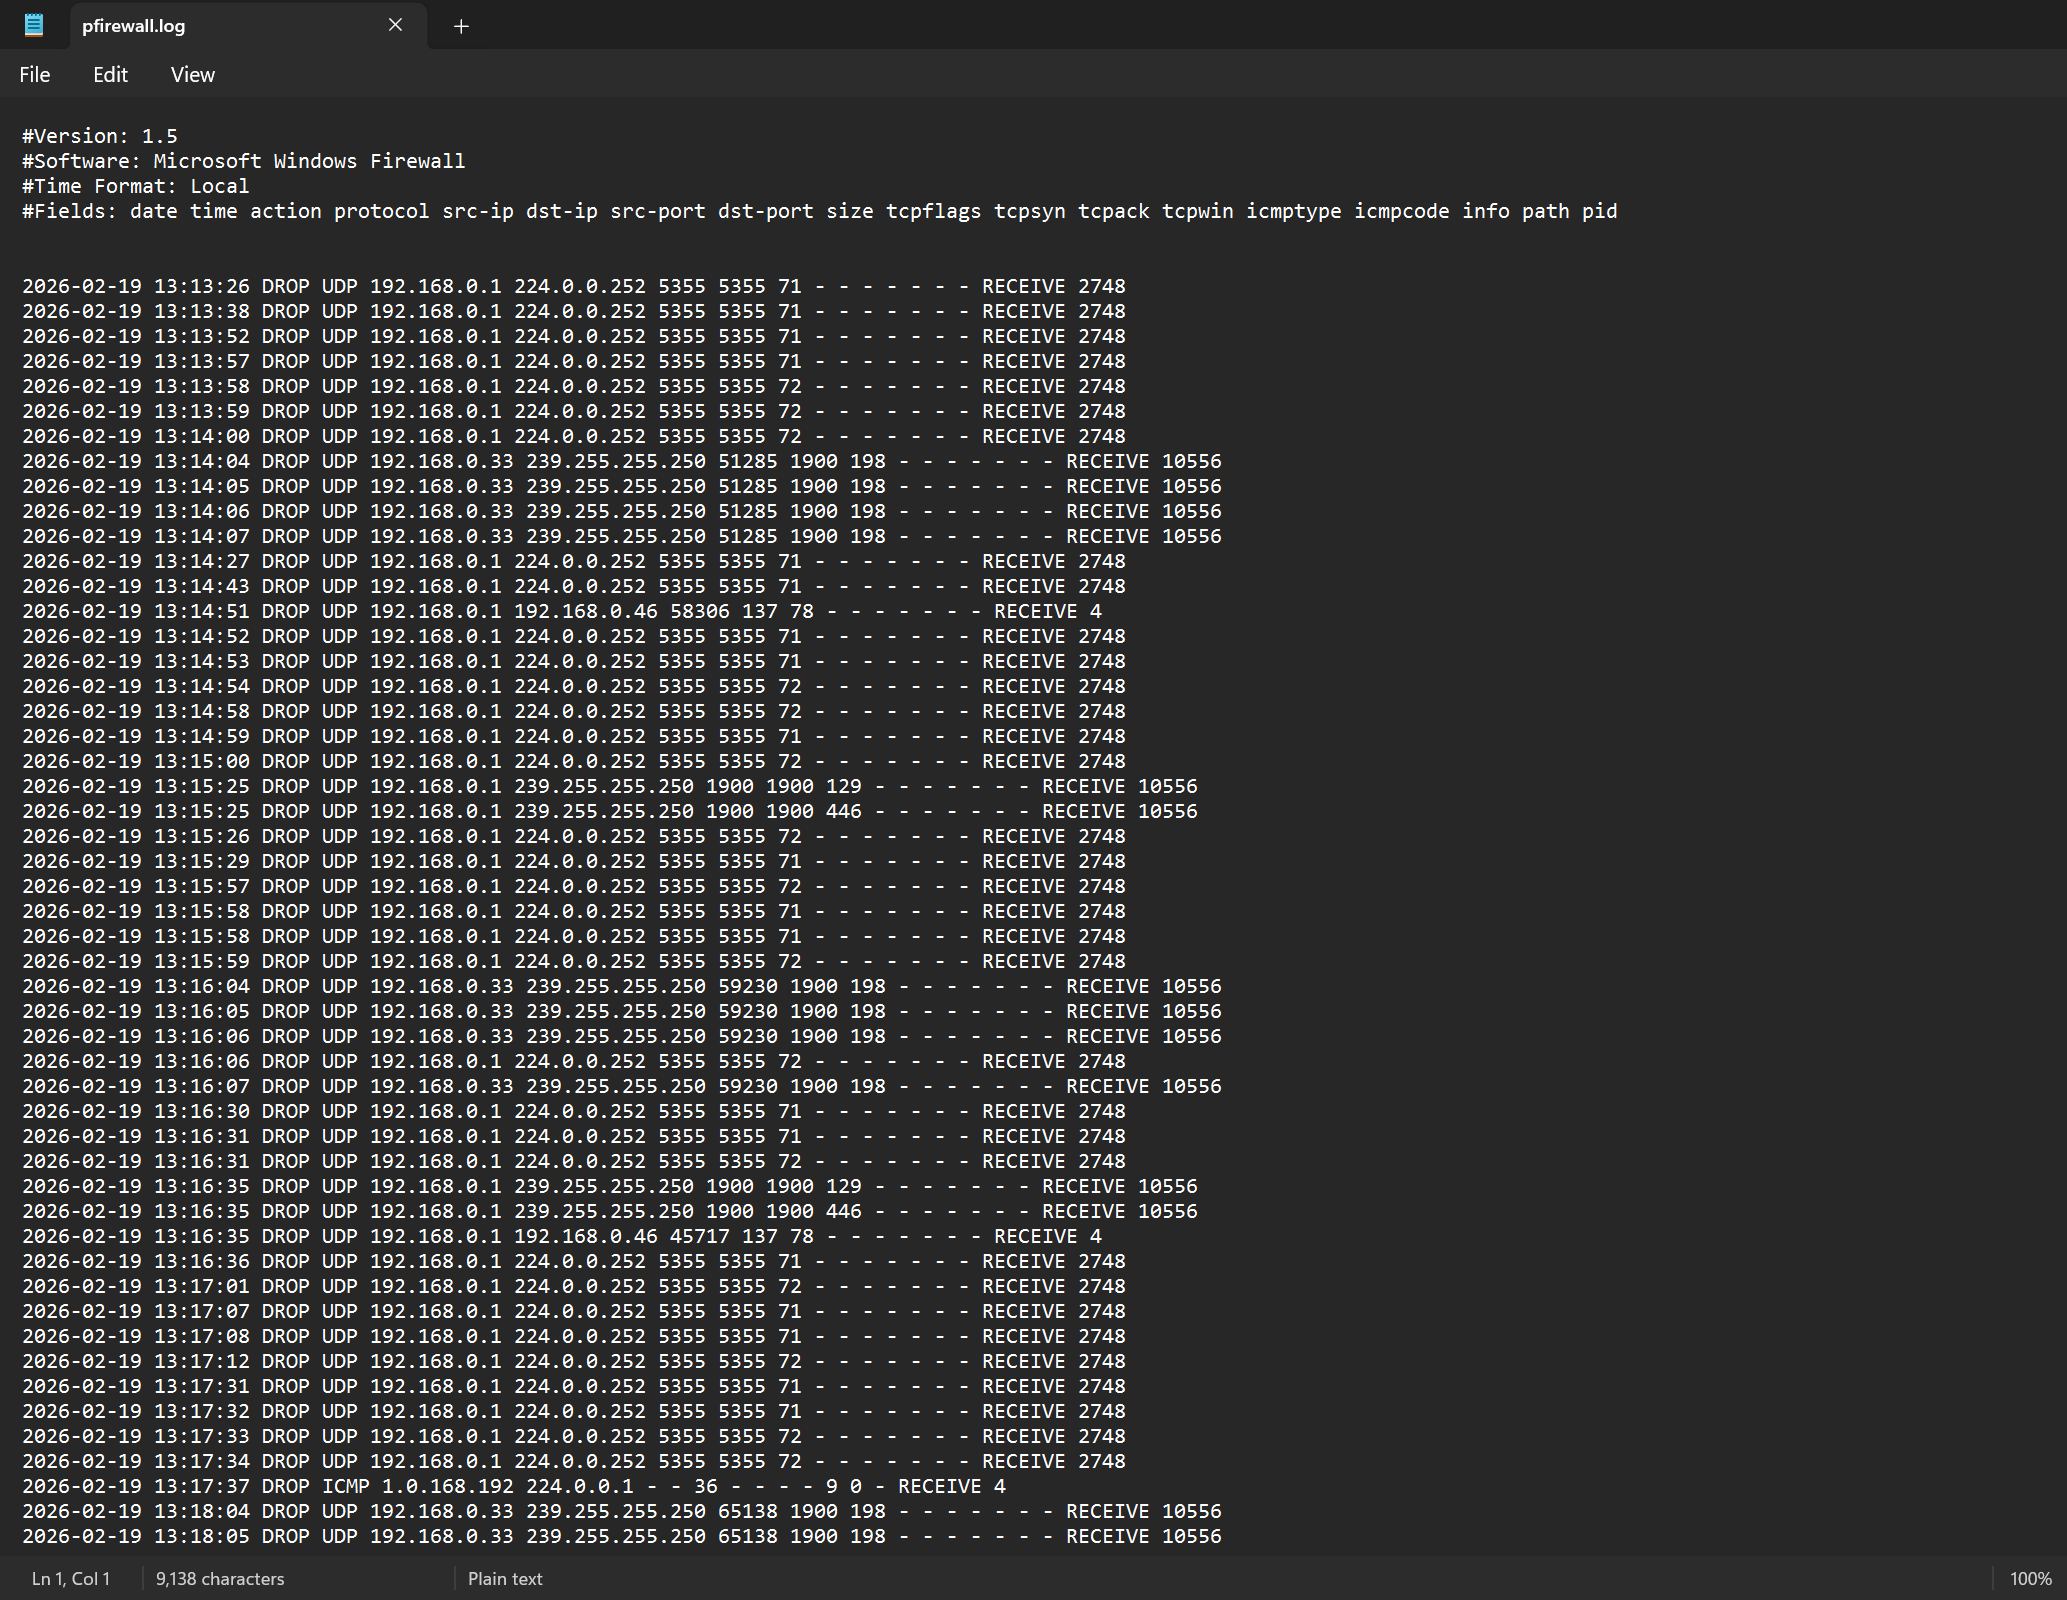 pfirewall.log
File Edit View
#Version: 1.5
#Software: Microsoft Windows Firewall
#Time Format: Local
#Fields: date time action protocol src-ip dst-ip src-port dst-port size tcpflags tcpsyn tcpack tcpwin icmptype icmpcode info path pid
2026-02-19 13:13:26 DROP UDP 192.168.0.1 224.0.0.252 5355 5355 71 - - - - - - - RECEIVE 2748
2026-02-19 13:13:38 DROP UDP 192.168.0.1 224.0.0.252 5355 5355 71 - - - - - - - RECEIVE 2748
2026-02-19 13:13:52 DROP UDP 192.168.0.1 224.0.0.252 5355 5355 71 - - - - - - - RECEIVE 2748
2026-02-19 13:13:57 DROP UDP 192.168.0.1 224.0.0.252 5355 5355 71 - - - - - - - RECEIVE 2748
2026-02-19 13:13:58 DROP UDP 192.168.0.1 224.0.0.252 5355 5355 72 - - - - - - - RECEIVE 2748
2026-02-19 13:13:59 DROP UDP 192.168.0.1 224.0.0.252 5355 5355 72 - - - - - - - RECEIVE 2748
2026-02-19 13:14:00 DROP UDP 192.168.0.1 224.0.0.252 5355 5355 72 - - - - - - - RECEIVE 2748
2026-02-19 13:14:04 DROP UDP 192.168.0.33 239.255.255.250 51285 1900 198 - - - - - - - RECEIVE 10556
2026-02-19 13:14:05 DROP UDP 192.168.0.33 239.255.255.250 51285 1900 198 - - - - - - - RECEIVE 10556
2026-02-19 13:14:06 DROP UDP 192.168.0.33 239.255.255.250 51285 1900 198 - - - - - - - RECEIVE 10556
2026-02-19 13:14:07 DROP UDP 192.168.0.33 239.255.255.250 51285 1900 198 - - - - - - - RECEIVE 10556
2026-02-19 13:14:27 DROP UDP 192.168.0.1 224.0.0.252 5355 5355 71 - - - - - - - RECEIVE 2748
2026-02-19 13:14:43 DROP UDP 192.168.0.1 224.0.0.252 5355 5355 71 - - - - - - - RECEIVE 2748
2026-02-19 13:14:51 DROP UDP 192.168.0.1 192.168.0.46 58306 137 78 - - - - - - - RECEIVE 4
2026-02-19 13:14:52 DROP UDP 192.168.0.1 224.0.0.252 5355 5355 71 - - - - - - - RECEIVE 2748
2026-02-19 13:14:53 DROP UDP 192.168.0.1 224.0.0.252 5355 5355 71 - - - - - - - RECEIVE 2748
2026-02-19 13:14:54 DROP UDP 192.168.0.1 224.0.0.252 5355 5355 72 - - - - - - - RECEIVE 2748
2026-02-19 13:14:58 DROP UDP 192.168.0.1 224.0.0.252 5355 5355 72 - - - - - - - RECEIVE 2748
2026-02-19 13:14:59 DROP UDP 192.168.0.1 224.0.0.252 5355 5355 71 - - - - - - - RECEIVE 2748
2026-02-19 13:15:00 DROP UDP 192.168.0.1 224.0.0.252 5355 5355 72 - - - - - - - RECEIVE 2748
2026-02-19 13:15:25 DROP UDP 192.168.0.1 239.255.255.250 1900 1900 129 - - - - - - - RECEIVE 10556
2026-02-19 13:15:25 DROP UDP 192.168.0.1 239.255.255.250 1900 1900 446 - - - - - - - RECEIVE 10556
2026-02-19 13:15:26 DROP UDP 192.168.0.1 224.0.0.252 5355 5355 72 - - - - - - - RECEIVE 2748
2026-02-19 13:15:29 DROP UDP 192.168.0.1 224.0.0.252 5355 5355 71 - - - - - - - RECEIVE 2748
2026-02-19 13:15:57 DROP UDP 192.168.0.1 224.0.0.252 5355 5355 72 - - - - - - - RECEIVE 2748
2026-02-19 13:15:58 DROP UDP 192.168.0.1 224.0.0.252 5355 5355 71 - - - - - - - RECEIVE 2748
2026-02-19 13:15:58 DROP UDP 192.168.0.1 224.0.0.252 5355 5355 71 - - - - - - - RECEIVE 2748
2026-02-19 13:15:59 DROP UDP 192.168.0.1 224.0.0.252 5355 5355 72 - - - - - - - RECEIVE 2748
2026-02-19 13:16:04 DROP UDP 192.168.0.33 239.255.255.250 59230 1900 198 - - - - - - - RECEIVE 10556
2026-02-19 13:16:05 DROP UDP 192.168.0.33 239.255.255.250 59230 1900 198 - - - - - - - RECEIVE 10556
2026-02-19 13:16:06 DROP UDP 192.168.0.33 239.255.255.250 59230 1900 198 - - - - - - - RECEIVE 10556
2026-02-19 13:16:06 DROP UDP 192.168.0.1 224.0.0.252 5355 5355 72 - - - - - - - RECEIVE 2748
2026-02-19 13:16:07 DROP UDP 192.168.0.33 239.255.255.250 59230 1900 198 - - - - - - - RECEIVE 10556
2026-02-19 13:16:30 DROP UDP 192.168.0.1 224.0.0.252 5355 5355 71 - - - - - - - RECEIVE 2748
2026-02-19 13:16:31 DROP UDP 192.168.0.1 224.0.0.252 5355 5355 71 - - - - - - - RECEIVE 2748
2026-02-19 13:16:31 DROP UDP 192.168.0.1 224.0.0.252 5355 5355 72 - - - - - - - RECEIVE 2748
2026-02-19 13:16:35 DROP UDP 192.168.0.1 239.255.255.250 1900 1900 129 - - - - - - - RECEIVE 10556
2026-02-19 13:16:35 DROP UDP 192.168.0.1 239.255.255.250 1900 1900 446 - - - - - - - RECEIVE 10556
2026-02-19 13:16:35 DROP UDP 192.168.0.1 192.168.0.46 45717 137 78 - - - - - - - RECEIVE 4
2026-02-19 13:16:36 DROP UDP 192.168.0.1 224.0.0.252 5355 5355 71 - - - - - - - RECEIVE 2748
2026-02-19 13:17:01 DROP UDP 192.168.0.1 224.0.0.252 5355 5355 72 - - - - - - - RECEIVE 2748
2026-02-19 13:17:07 DROP UDP 192.168.0.1 224.0.0.252 5355 5355 71 - - - - - - - RECEIVE 2748
2026-02-19 13:17:08 DROP UDP 192.168.0.1 224.0.0.252 5355 5355 71 - - - - - - - RECEIVE 2748
2026-02-19 13:17:12 DROP UDP 192.168.0.1 224.0.0.252 5355 5355 72 - - - - - - - RECEIVE 2748
2026-02-19 13:17:31 DROP UDP 192.168.0.1 224.0.0.252 5355 5355 71 - - - - - - - RECEIVE 2748
2026-02-19 13:17:32 DROP UDP 192.168.0.1 224.0.0.252 5355 5355 71 - - - - - - - RECEIVE 2748
2026-02-19 13:17:33 DROP UDP 192.168.0.1 224.0.0.252 5355 5355 72 - - - - - - - RECEIVE 2748
2026-02-19 13:17:34 DROP UDP 192.168.0.1 224.0.0.252 5355 5355 72 - - - - - - - RECEIVE 2748
2026-02-19 13:17:37 DROP ICMP 1.0.168.192 224.0.0.1 - - 36 - - - - 9 0 - RECEIVE 4
2026-02-19 13:18:04 DROP UDP 192.168.0.33 239.255.255.250 65138 1900 198 - - - - - - - RECEIVE 10556
2026-02-19 13:18:05 DROP UDP 192.168.0.33 239.255.255.250 65138 1900 198 - - - - - - - RECEIVE 10556
Ln 1, Col 1 9,138 characters Plain text 100%